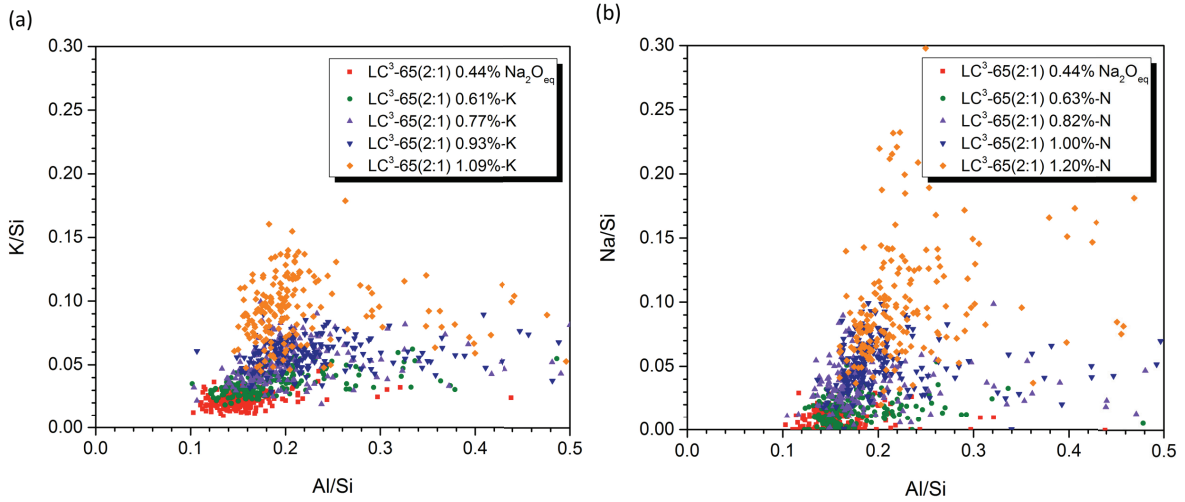 (a)
0.30
0.25
0.20
0.15
0.10
0.05
0.00
K/Si
0.0 0.1 0.2 0.3 0.4 0.5
Al/Si
LC³-65(2:1) 0.44% Na₂Oeq
LC³-65(2:1) 0.61%-K
LC³-65(2:1) 0.77%-K
LC³-65(2:1) 0.93%-K
LC³-65(2:1) 1.09%-K
(b)
0.30
0.25
0.20
0.15
0.10
0.05
0.00
Na/Si
0.0 0.1 0.2 0.3 0.4 0.5
Al/Si
LC³-65(2:1) 0.44% Na₂Oeq
LC³-65(2:1) 0.63%-N
LC³-65(2:1) 0.82%-N
LC³-65(2:1) 1.00%-N
LC³-65(2:1) 1.20%-N